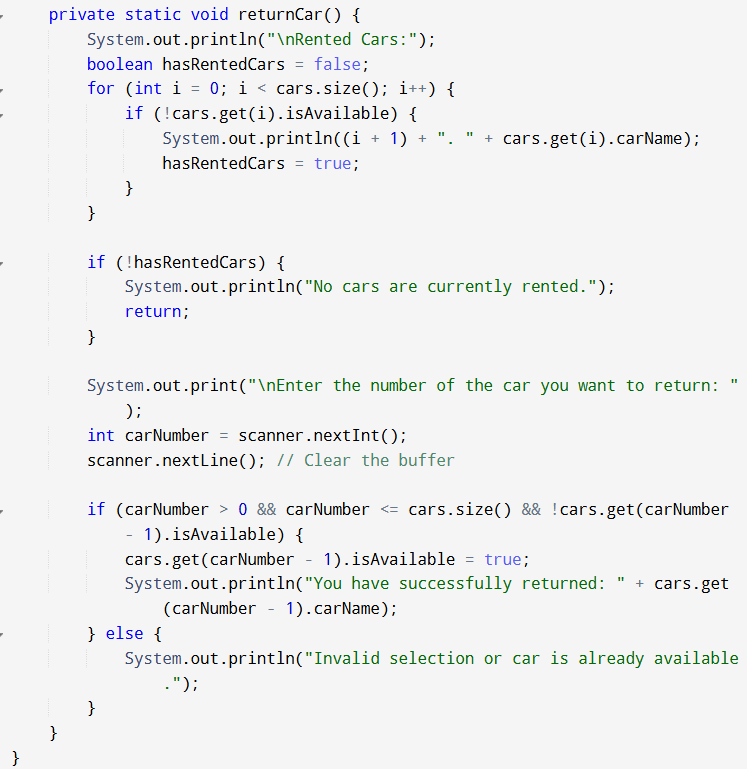 private static void returnCar() {
        System.out.println("\nRented Cars:");
        boolean hasRentedCars = false;
        for (int i = 0; i < cars.size(); i++) {
            if (!cars.get(i).isAvailable) {
                System.out.println((i + 1) + ". " + cars.get(i).carName);
                hasRentedCars = true;
            }
        }

        if (!hasRentedCars) {
            System.out.println("No cars are currently rented.");
            return;
        }

        System.out.print("\nEnter the number of the car you want to return: "
            );
        int carNumber = scanner.nextInt();
        scanner.nextLine(); // Clear the buffer

        if (carNumber > 0 && carNumber <= cars.size() && !cars.get(carNumber
            - 1).isAvailable) {
            cars.get(carNumber - 1).isAvailable = true;
            System.out.println("You have successfully returned: " + cars.get
                (carNumber - 1).carName);
        } else {
            System.out.println("Invalid selection or car is already available
                .");
        }
    }
}